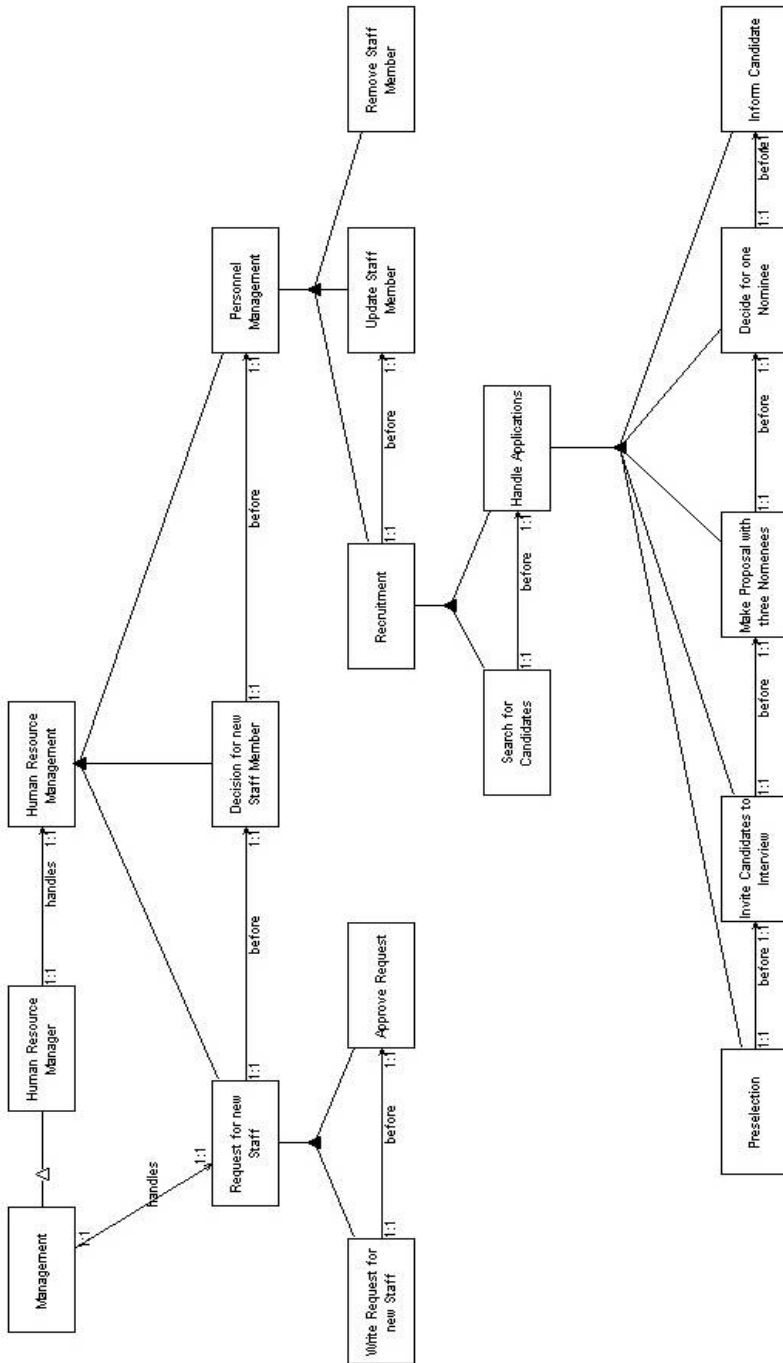 Management
Human Resource
Manager
Human Resource
Management
1:1
handles
1:1
1:1
handles
1:1
Request for new
Staff
Decision for new
Staff Member
Personnel
Management
1:1
before
1:1
1:1
before
1:1
Write Request for
new Staff
Approve Request
Recruitment
Update Staff
Member
Remove Staff
Member
1:1
before
1:1
1:1
before
1:1
Search for
Candidates
Handle Applications
1:1
before
1:1
Preselection
Invite Candidates to
Interview
Make Proposal with
three Nomenees
Decide for one
Nominee
Inform Candidate
1:1
before
1:1
1:1
before
1:1
1:1
before
1:1
1:1
before
1:1